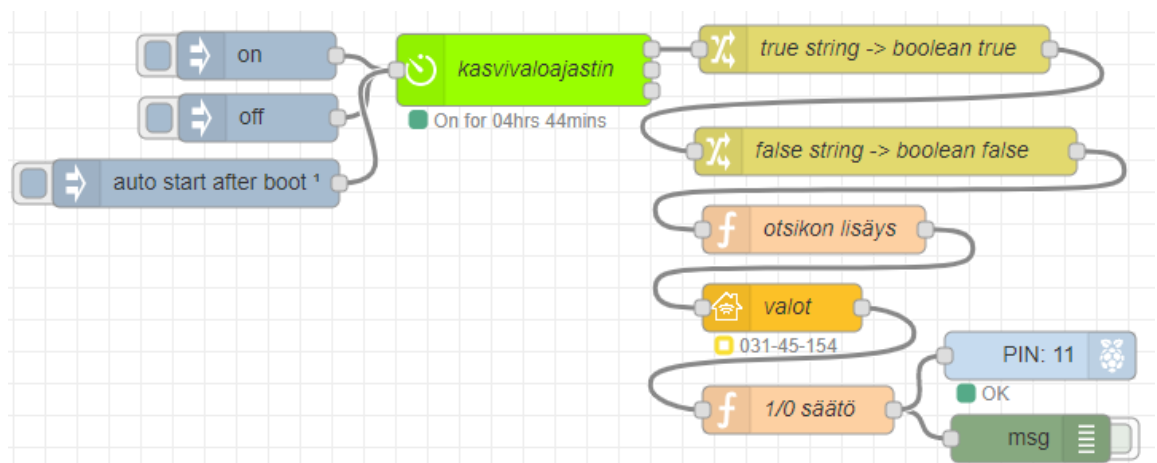 on
off
auto start after boot ¹
kasvivaloajastin
On for 04hrs 44mins
true string -> boolean true
false string -> boolean false
otsikon lisäys
valot
031-45-154
1/0 säätö
PIN: 11
OK
msg